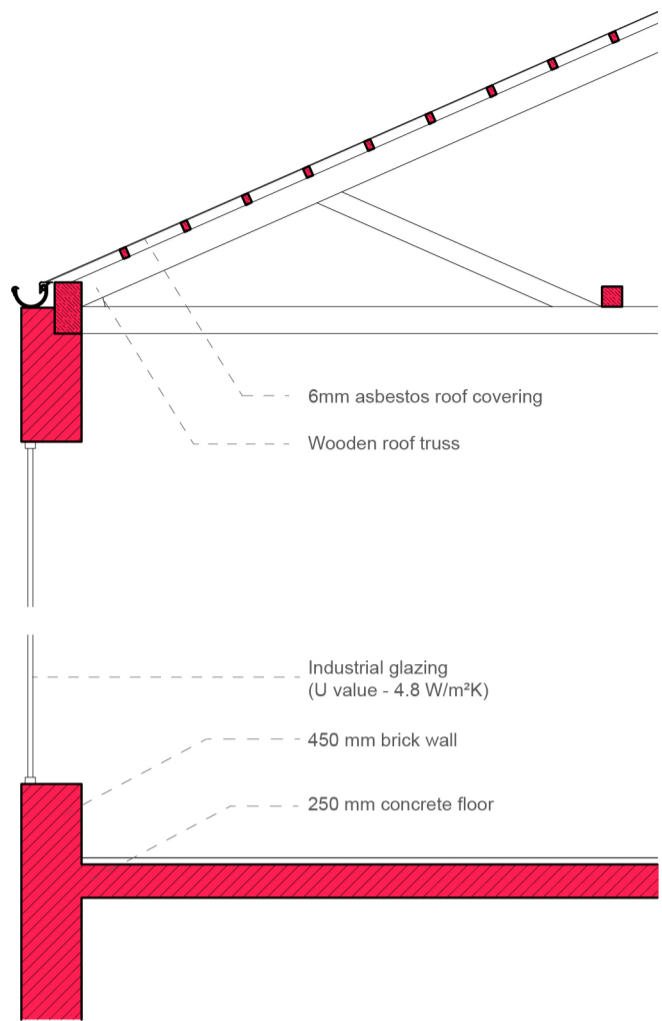 6mm asbestos roof covering
Wooden roof truss
Industrial glazing
(U value - 4.8 W/m²K)
450 mm brick wall
250 mm concrete floor